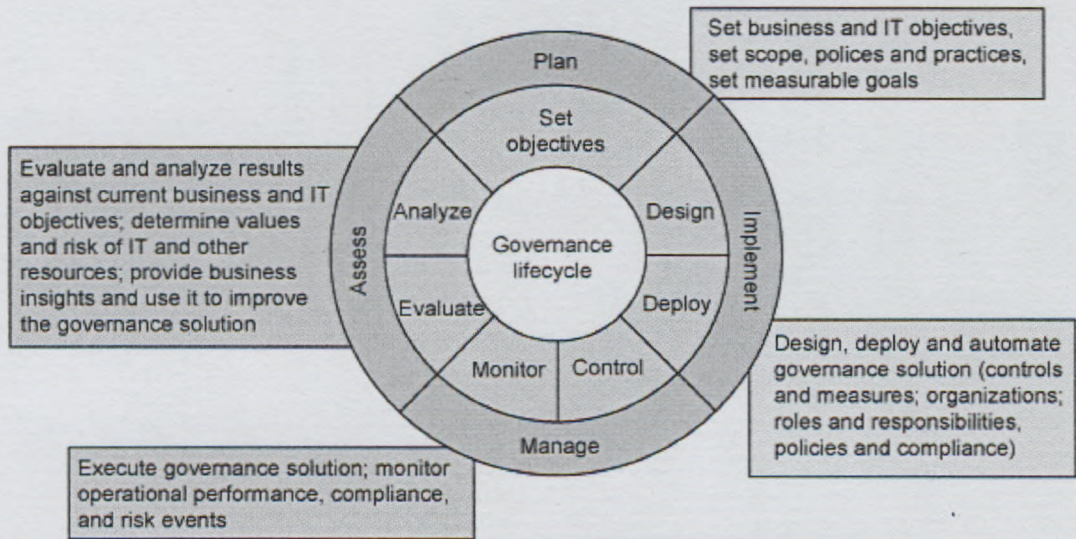 Plan
Set business and IT objectives,
set scope, polices and practices,
set measurable goals
Set
objectives
Evaluate and analyze results
against current business and IT
objectives; determine values
and risk of IT and other
resources; provide business
insights and use it to improve
the governance solution
Assess
Analyze
Design
Implement
Governance
lifecycle
Evaluate
Deploy
Monitor
Control
Design, deploy and automate
governance solution (controls
and measures; organizations;
roles and responsibilities,
policies and compliance)
Manage
Execute governance solution; monitor
operational performance, compliance,
and risk events